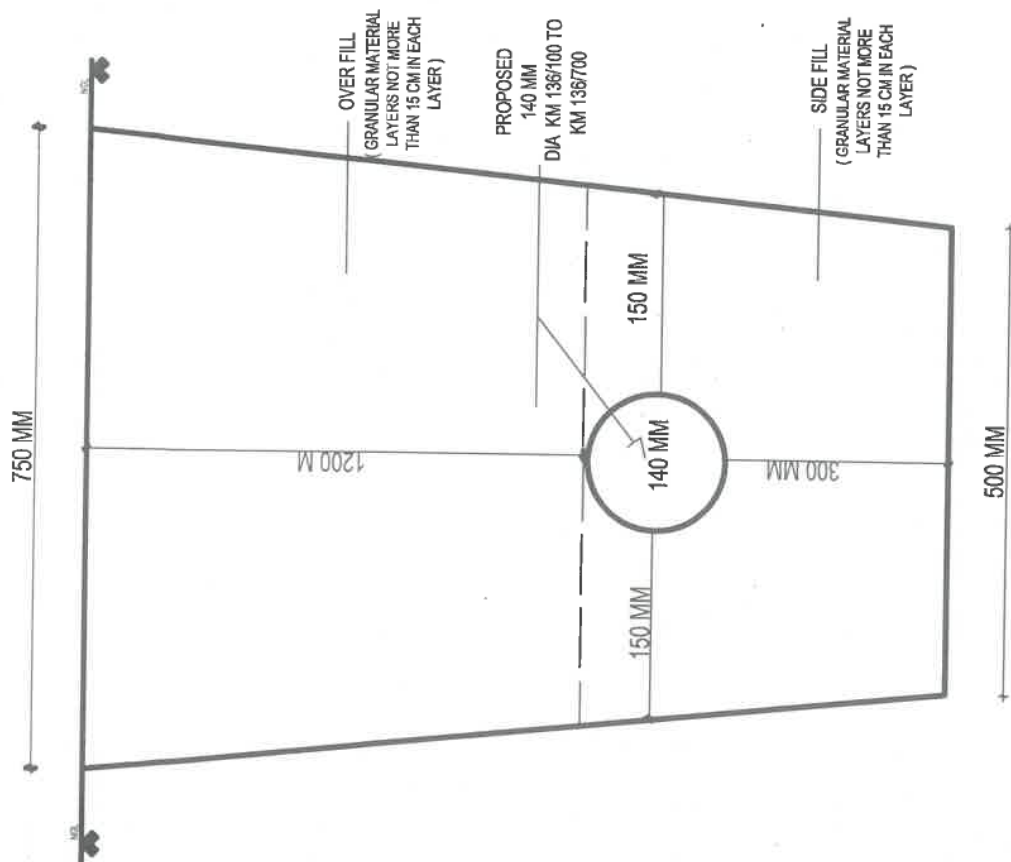 750 MM
NGL
NGL
OVER FILL
( GRANULAR MATERIAL
LAYERS NOT MORE
THAN 15 CM IN EACH
LAYER )
1200 M
PROPOSED
140 MM
DIA KM 136/100 TO
KM 136/700
150 MM
140 MM
150 MM
300 MM
SIDE FILL
( GRANULAR MATERIAL
LAYERS NOT MORE
THAN 15 CM IN EACH
LAYER )
500 MM